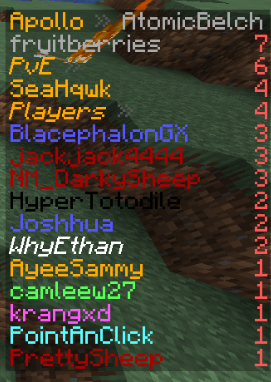 Apollo » AtomicBelch
fruitberries 7
PvE 6
SeaHqwk 4
Players 4
BlacephalonGX 3
jackjack4444 3
NM_DarkySheep 3
HyperTotodile 2
Joshhua 2
WhyEthan 2
AyeeSammy 1
camleew27 1
krangxd 1
PointAnClick 1
PrettySheep 1